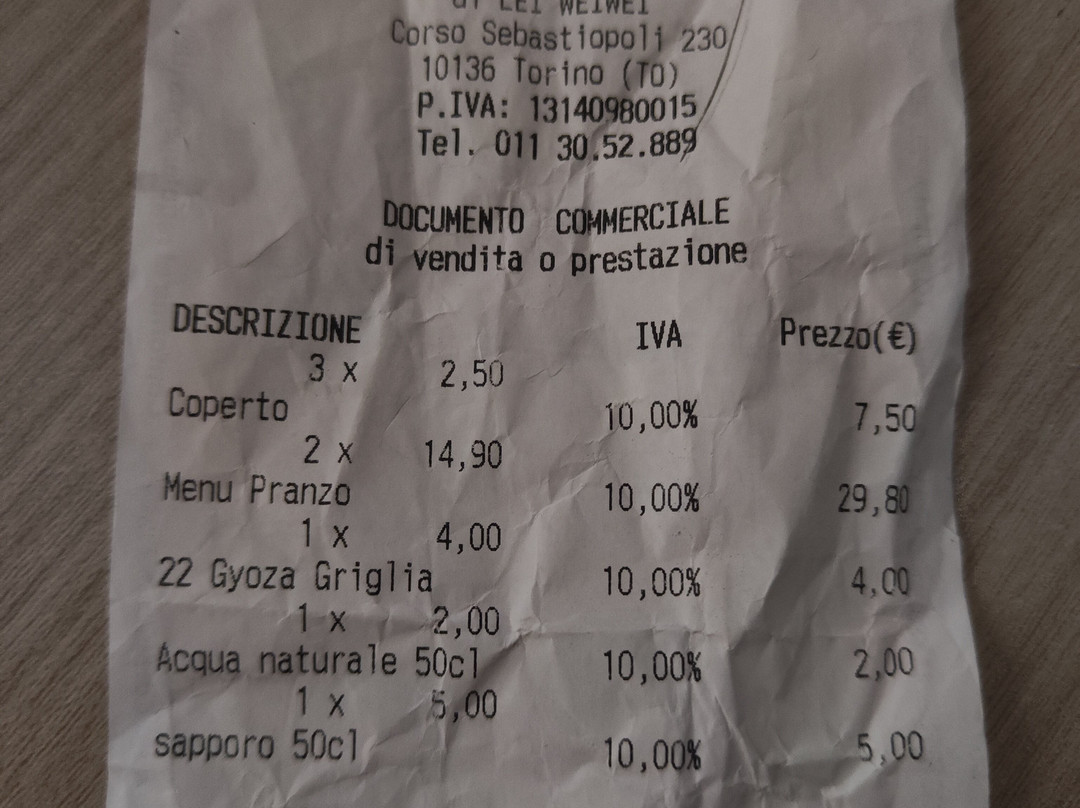 di LEI WEIWEI
Corso Sebastiopoli 230
10136 Torino (TO)
P.IVA: 13140980015
Tel. 011 30.52.889
DOCUMENTO COMMERCIALE
di vendita o prestazione
DESCRIZIONE IVA Prezzo(€)
3 x 2,50
Coperto 10,00% 7,50
2 x 14,90
Menu Pranzo 10,00% 29,80
1 x 4,00
22 Gyoza Griglia 10,00% 4,00
1 x 2,00
Acqua naturale 50cl 10,00% 2,00
1 x 5,00
sapporo 50cl 10,00% 5,00